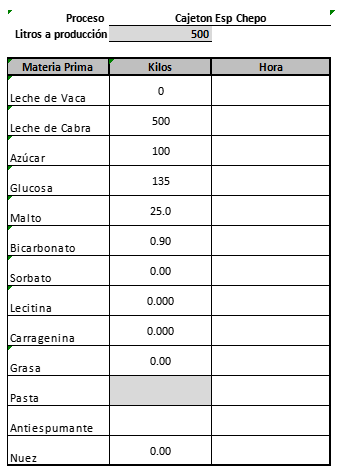 Proceso Cajeton Esp Chepo
Litros a producción 500
Materia Prima Kilos Hora
Leche de Vaca 0
Leche de Cabra 500
Azúcar 100
Glucosa 135
Malto 25.0
Bicarbonato 0.90
Sorbato 0.00
Lecitina 0.000
Carragenina 0.000
Grasa 0.00
Pasta
Antiespumante
Nuez 0.00